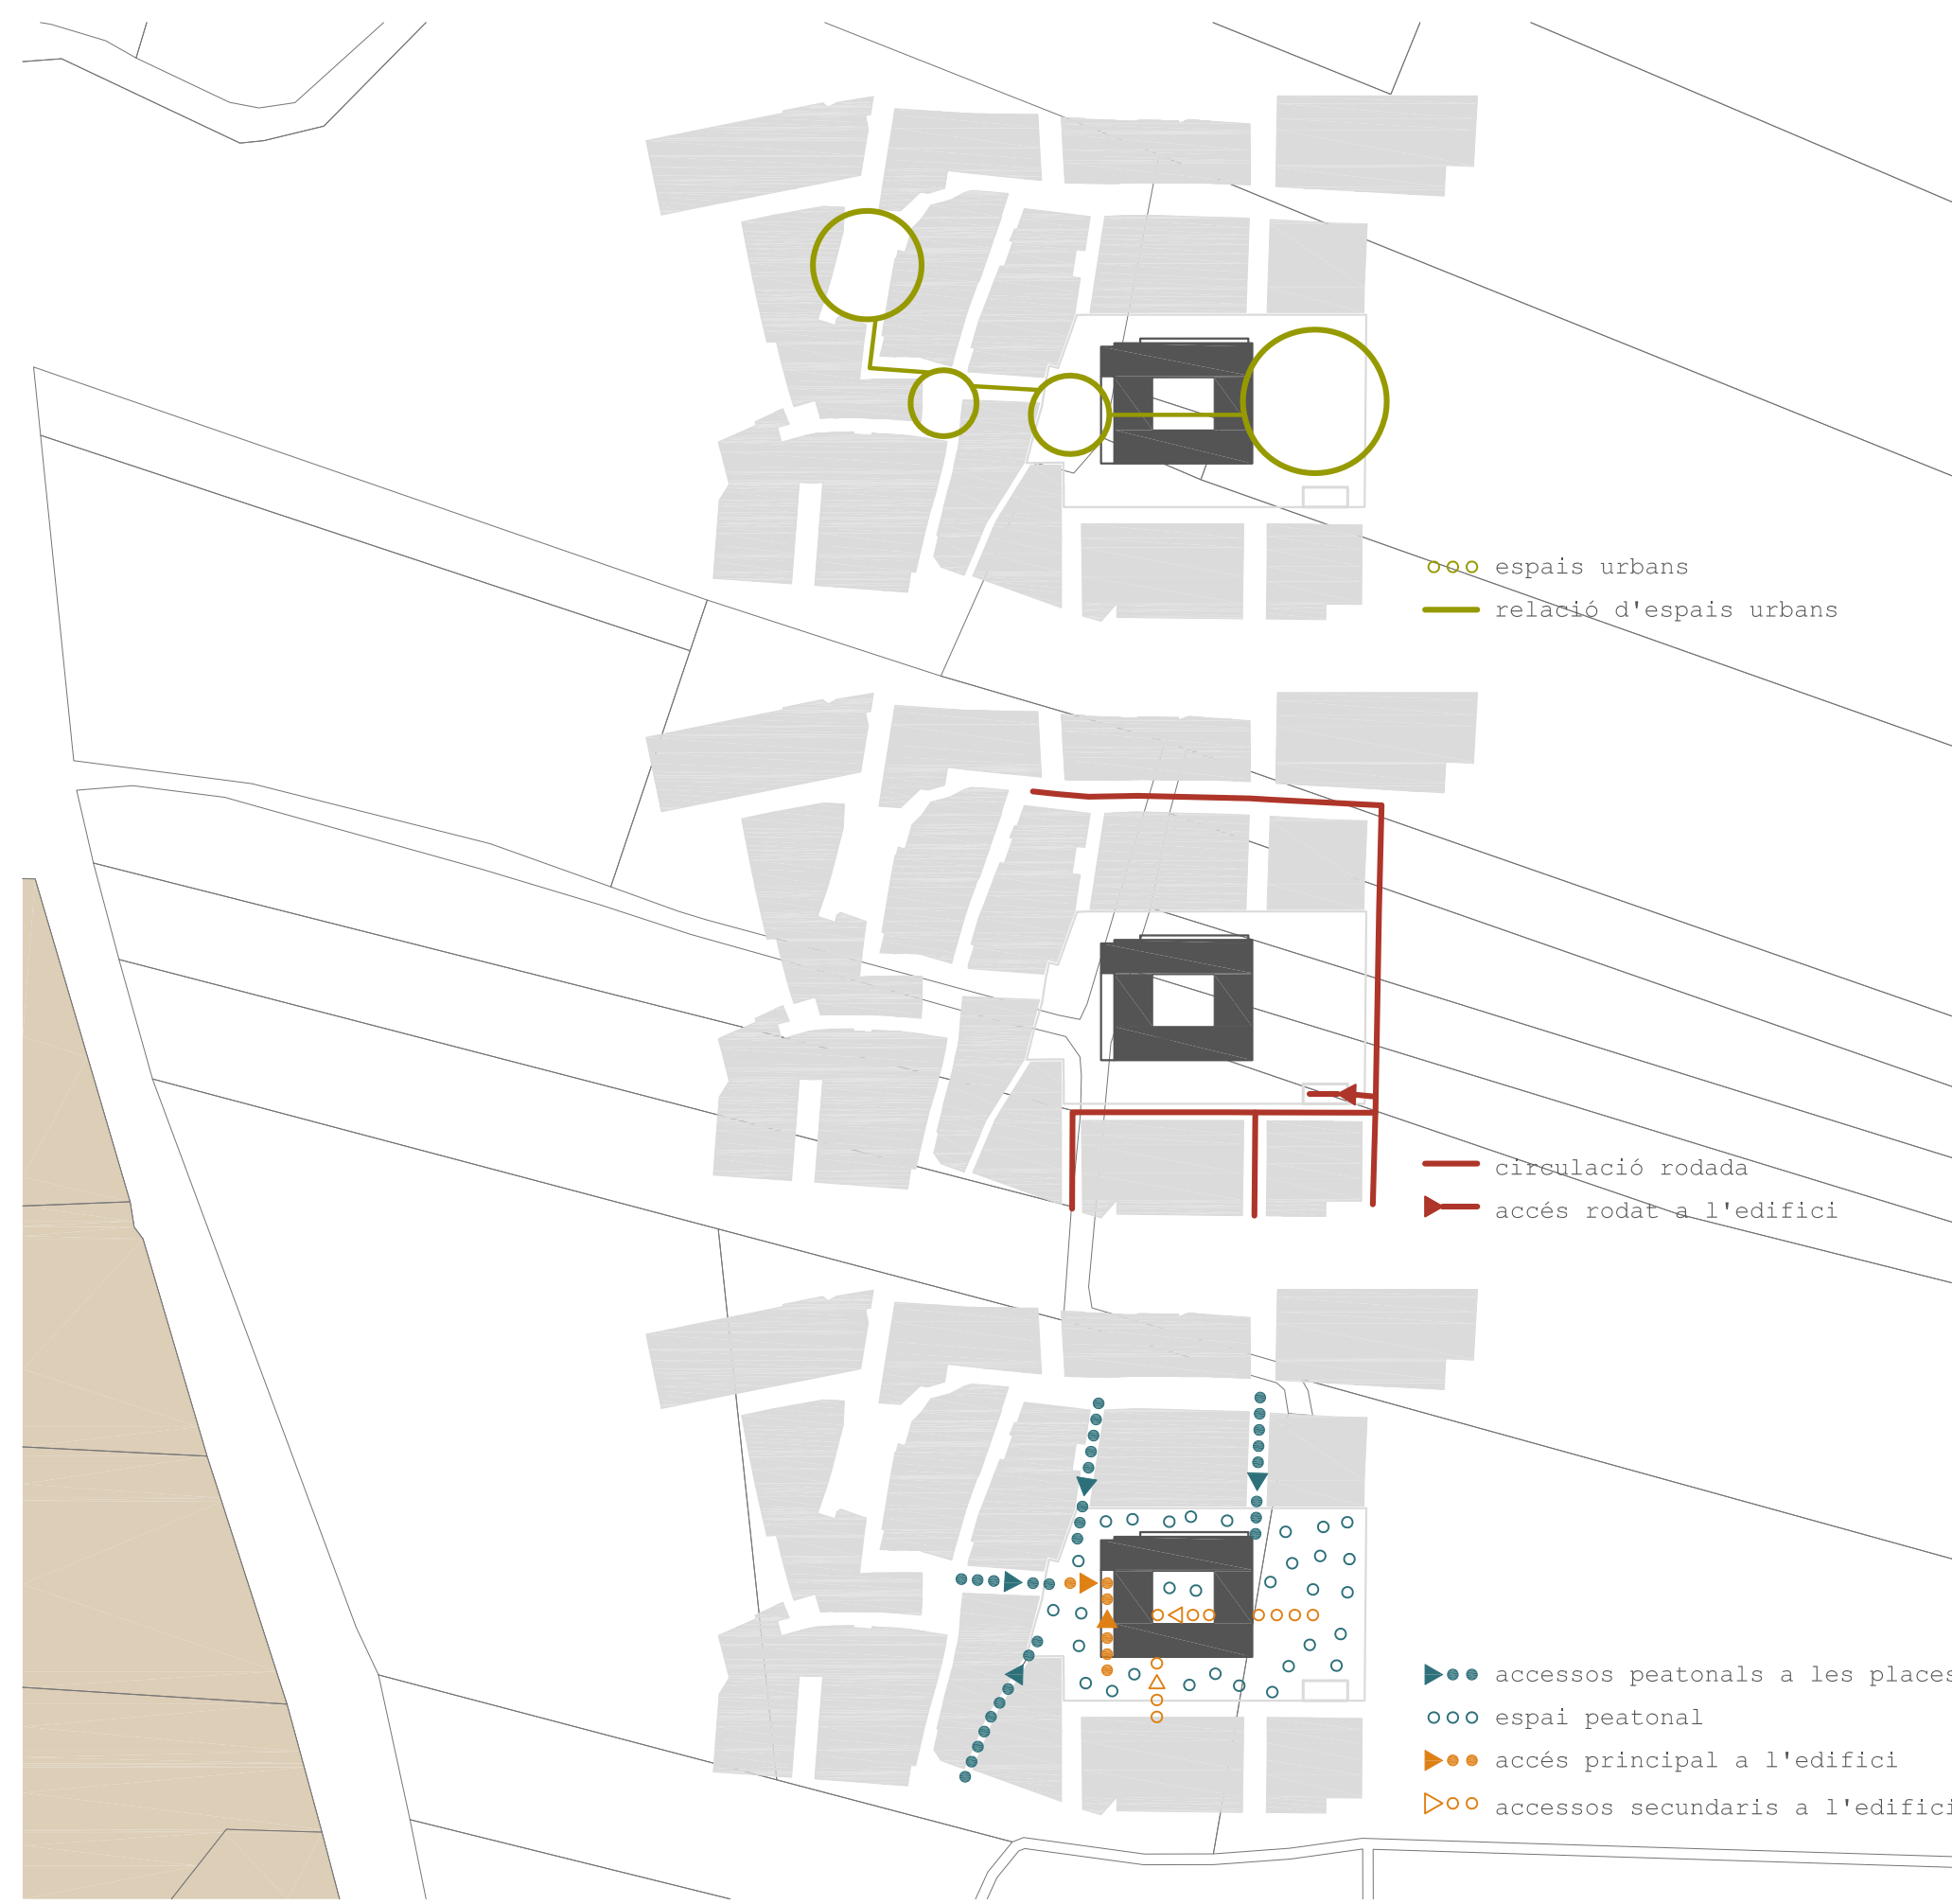 espais urbans
relació d'espais urbans
circulació rodada
accés rodat a l'edifici
accessos peatonals a les places
espai peatonal
accés principal a l'edifici
accessos secundaris a l'edifici